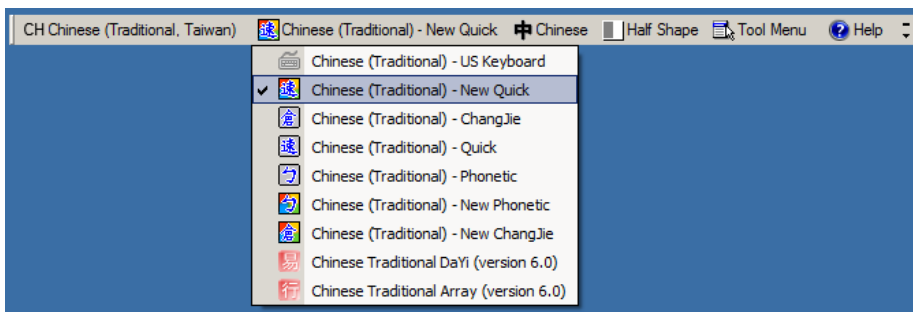 CH Chinese (Traditional, Taiwan) 速 Chinese (Traditional) - New Quick 中 Chinese Half Shape Tool Menu ? Help
Chinese (Traditional) - US Keyboard
速 Chinese (Traditional) - New Quick
倉 Chinese (Traditional) - ChangJie
速 Chinese (Traditional) - Quick
ㄅ Chinese (Traditional) - Phonetic
ㄅ Chinese (Traditional) - New Phonetic
倉 Chinese (Traditional) - New ChangJie
易 Chinese Traditional DaYi (version 6.0)
行 Chinese Traditional Array (version 6.0)